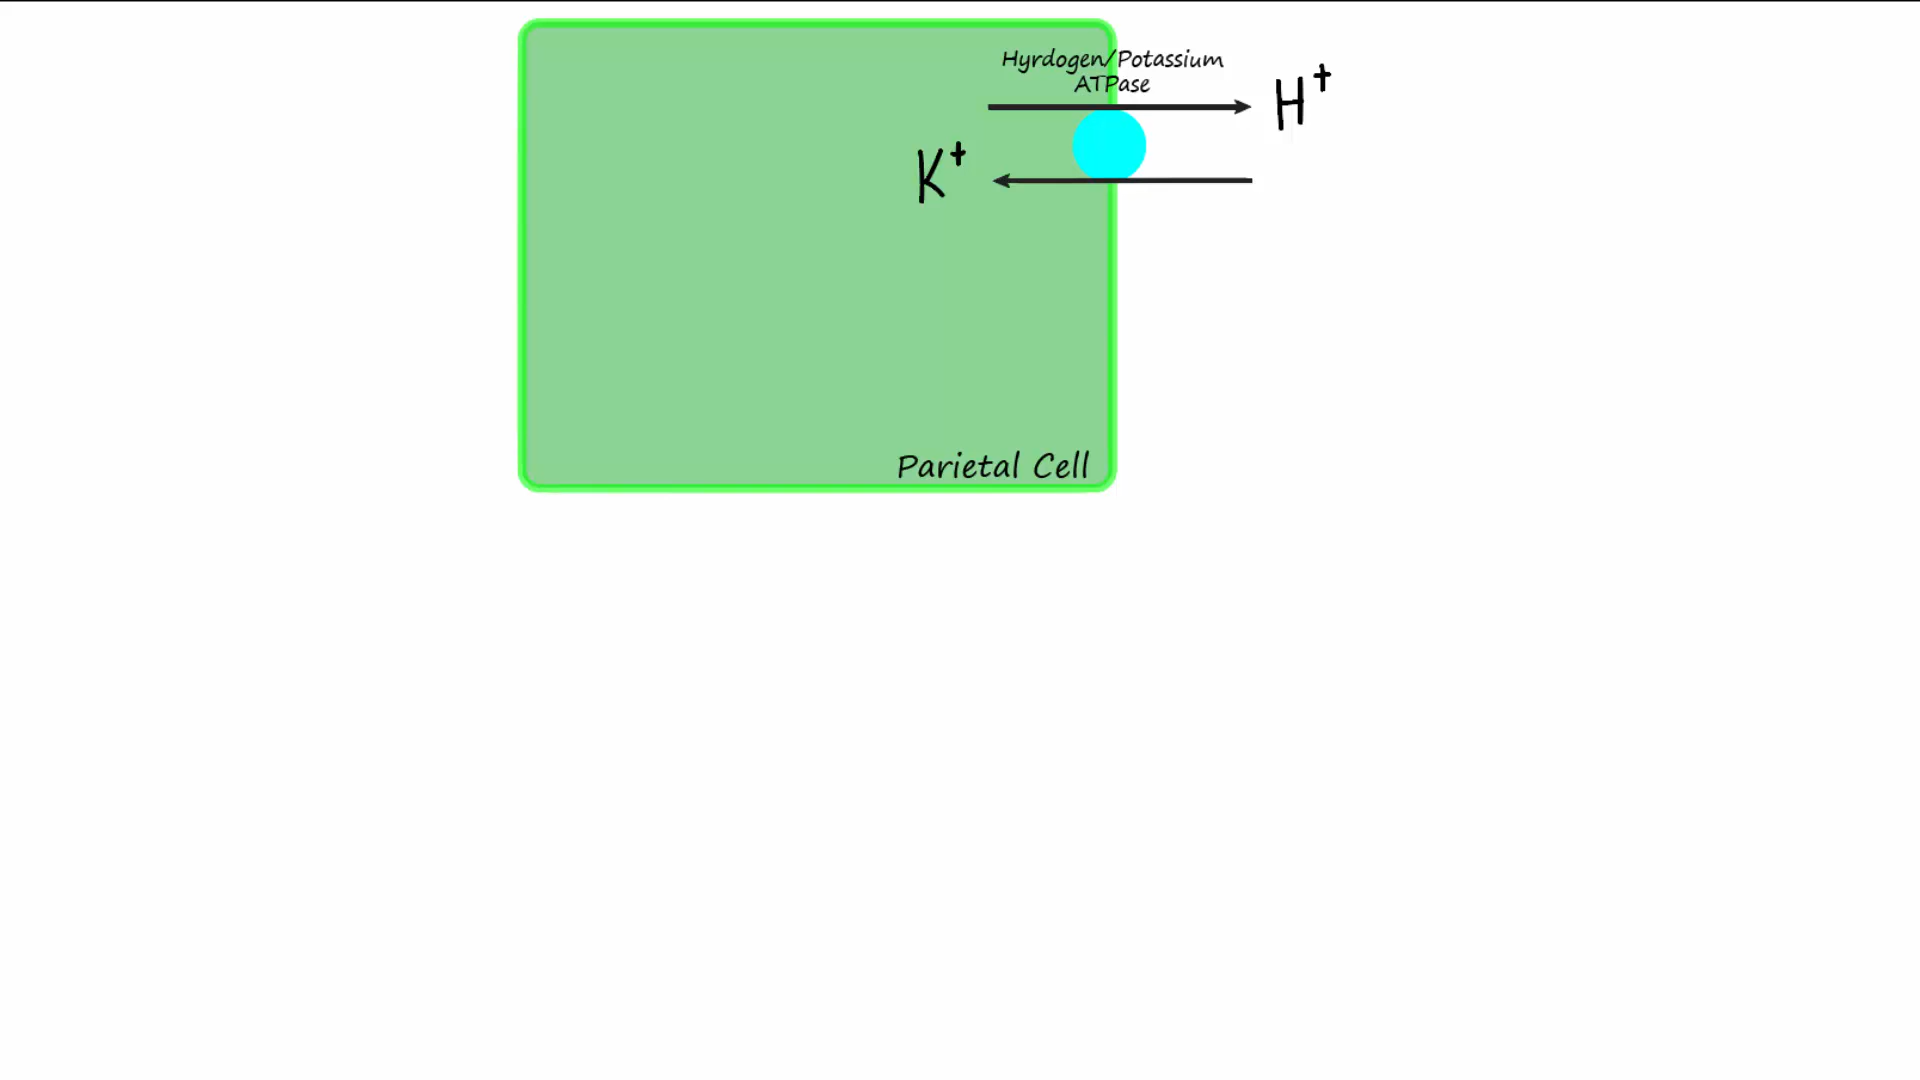 Hyrdogen/Potassium
ATPase
H⁺
K⁺
Parietal Cell